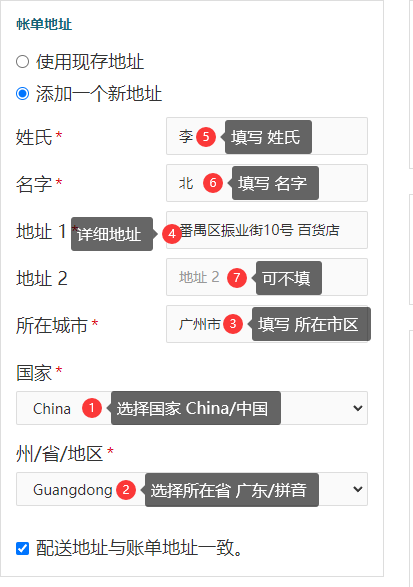 帐单地址
使用现存地址
添加一个新地址
姓氏* 李 5 填写 姓氏
名字* 北 6 填写 名字
地址 1* 详细地址 4 番禺区振业街10号 百货店
地址 2 地址 2 7 可不填
所在城市* 广州市 3 填写 所在市区
国家*
China 1 选择国家 China/中国
州/省/地区*
Guangdong 2 选择所在省 广东/拼音
配送地址与账单地址一致。